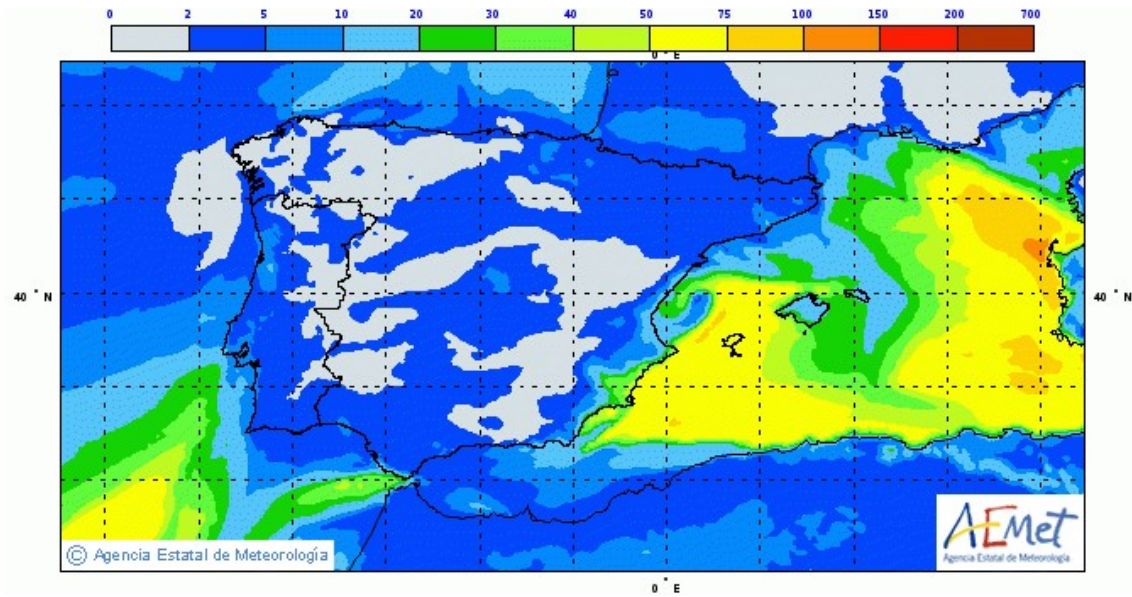 0 2 5 10 20 30 40 50 75 100 150 200 700
0 ° E
40 ° N 40 ° N
© Agencia Estatal de Meteorología
AEMet
Agencia Estatal de Meteorología
0 ° E